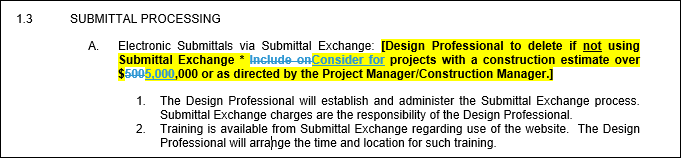 1.3 SUBMITTAL PROCESSING
A. Electronic Submittals via Submittal Exchange: [Design Professional to delete if not using
Submittal Exchange * Include onConsider for projects with a construction estimate over
$5005,000,000 or as directed by the Project Manager/Construction Manager.]
1. The Design Professional will establish and administer the Submittal Exchange process.
Submittal Exchange charges are the responsibility of the Design Professional.
2. Training is available from Submittal Exchange regarding use of the website. The Design
Professional will arrange the time and location for such training.